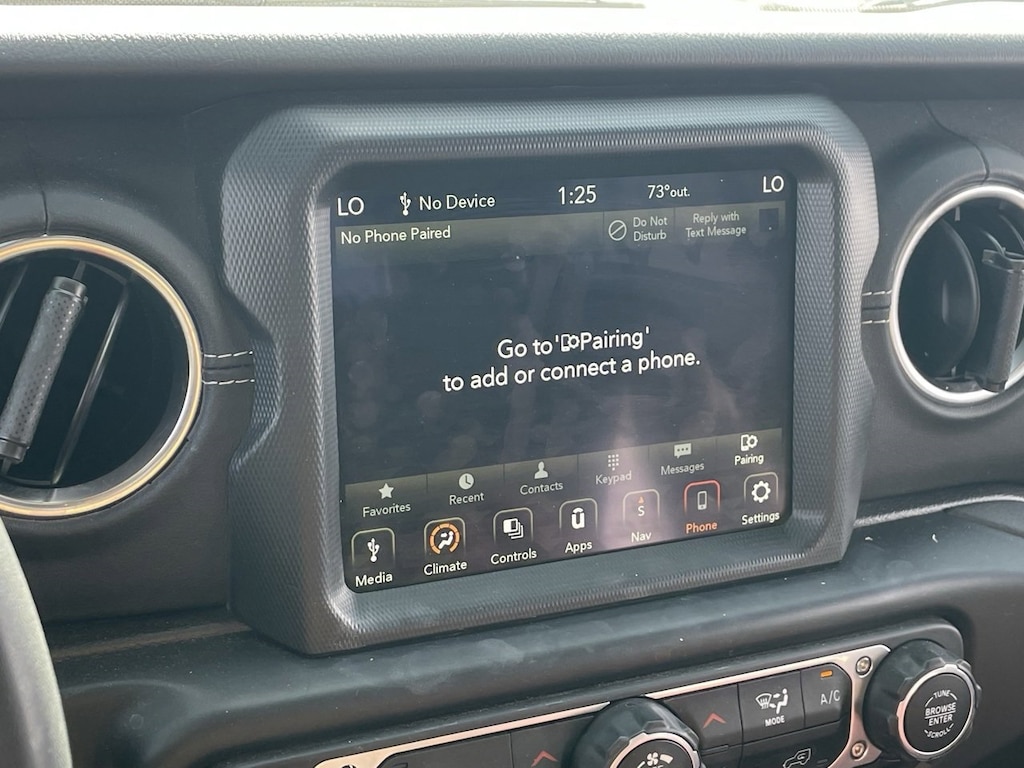 LO No Device 1:25 73°out. LO
No Phone Paired
Do Not
Disturb
Reply with
Text Message
Go to 'Pairing'
to add or connect a phone.
Favorites Recent Contacts Keypad Messages Pairing
S
Media Climate Controls Apps Nav Phone Settings
MODE
A/C
TUNE
BROWSE
ENTER
SCROLL